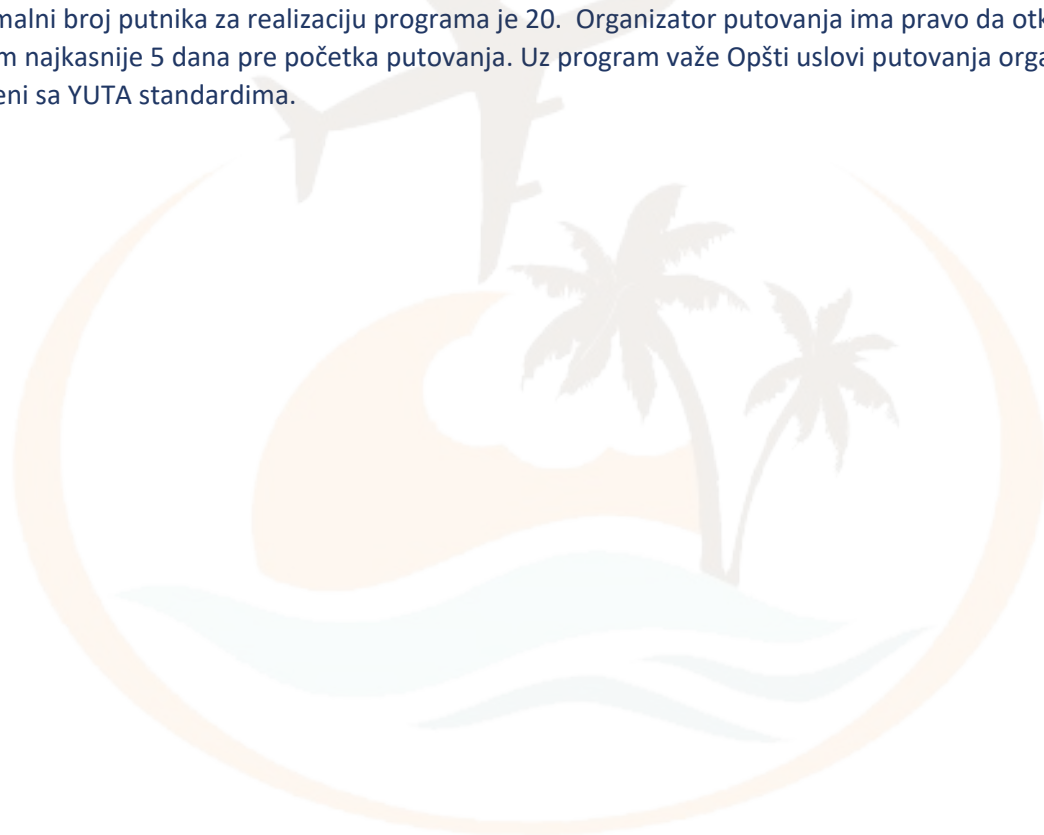 malni broj putnika za realizaciju programa je 20.  Organizator putovanja ima pravo da otk
m najkasnije 5 dana pre početka putovanja. Uz program važe Opšti uslovi putovanja orga
eni sa YUTA standardima.